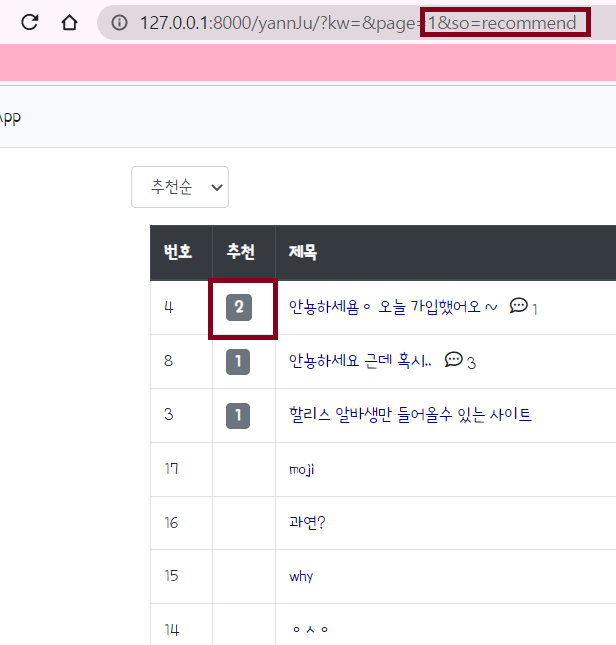 127.0.0.1:8000/yannJu/?kw=&page=1&so=recommend
App
추천순
번호 추천 제목
4 2 안뇽하세욤ㅇ 오늘 가입했어오 ~ 1
8 1 안뇽하세요 근데 혹시.. 3
3 1 할리스 알바생만 들어올수 있는 사이트
17 moji
16 과연?
15 why
14 ㅇㅅㅇ